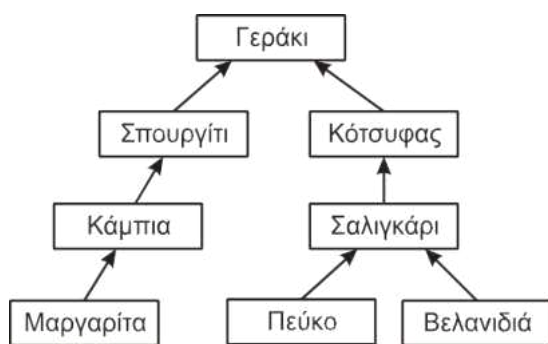 Γεράκι
Σπουργίτι Κότσυφας
Κάμπια Σαλιγκάρι
Μαργαρίτα Πεύκο Βελανιδιά